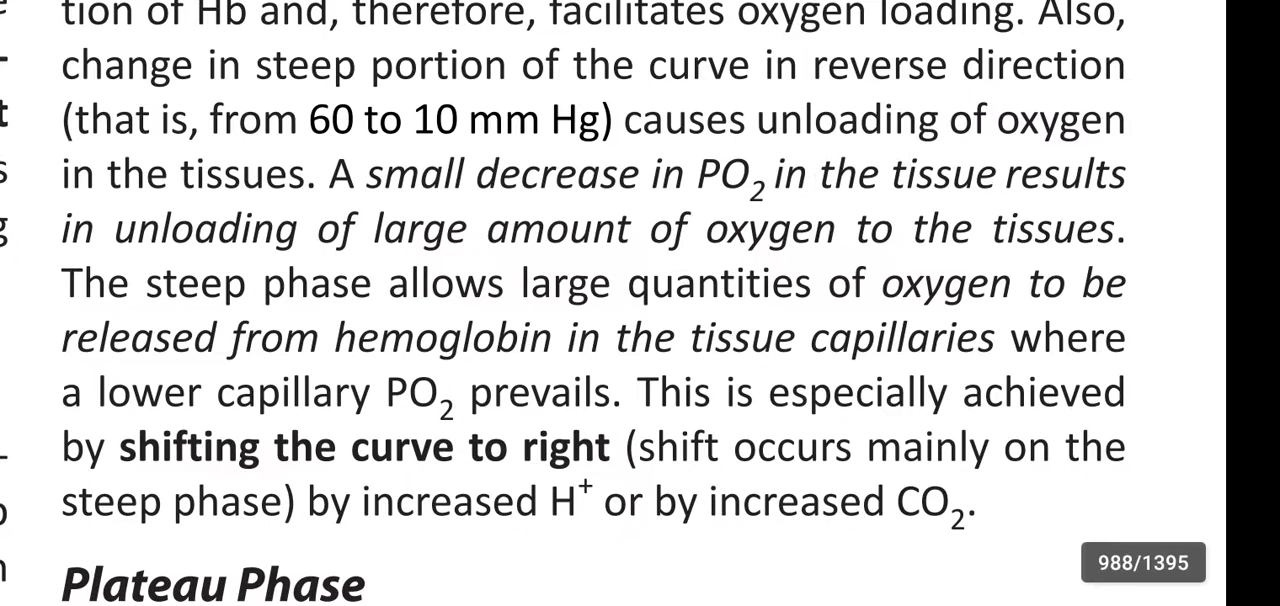 tion of Hb and, therefore, facilitates oxygen loading. Also,
change in steep portion of the curve in reverse direction
(that is, from 60 to 10 mm Hg) causes unloading of oxygen
in the tissues. A small decrease in PO₂ in the tissue results
in unloading of large amount of oxygen to the tissues.
The steep phase allows large quantities of oxygen to be
released from hemoglobin in the tissue capillaries where
a lower capillary PO₂ prevails. This is especially achieved
by shifting the curve to right (shift occurs mainly on the
steep phase) by increased H⁺ or by increased CO₂.
988/1395
Plateau Phase